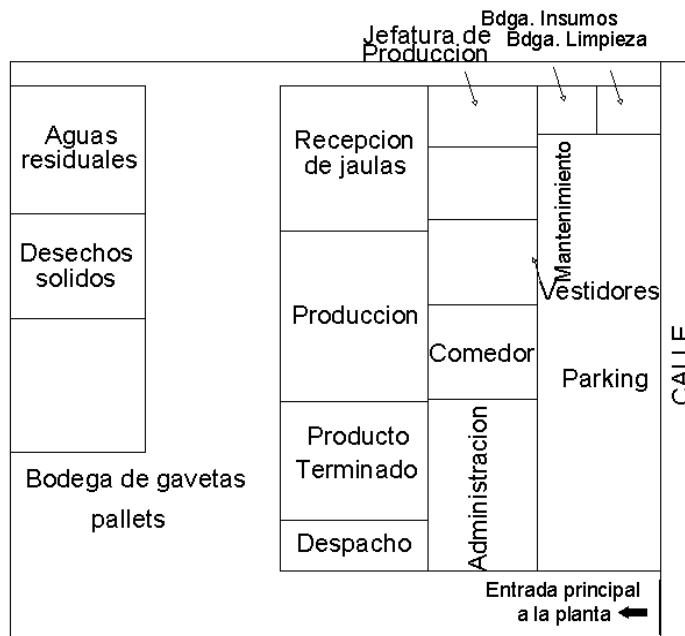 Bdga. Insumos
Jefatura de
Produccion
Bdga. Limpieza
Aguas
residuales
Recepcion
de jaulas
Mantenimiento
Desechos
solidos
Vestidores
Produccion
Comedor
Parking
CALLE
Producto
Terminado
Administracion
Bodega de gavetas
pallets
Despacho
Entrada principal
a la planta